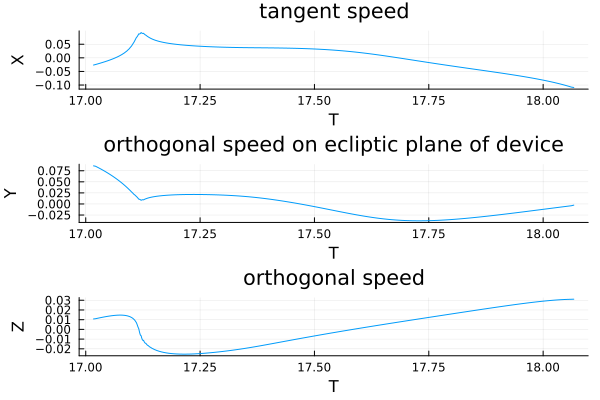 tangent speed
X
0.05
0.00
−0.05
−0.10
17.00 17.25 17.50 17.75 18.00
T
orthogonal speed on ecliptic plane of device
Y
0.075
0.050
0.025
0.000
−0.025
17.00 17.25 17.50 17.75 18.00
T
orthogonal speed
Z
0.03
0.02
0.01
0.00
−0.01
−0.02
17.00 17.25 17.50 17.75 18.00
T